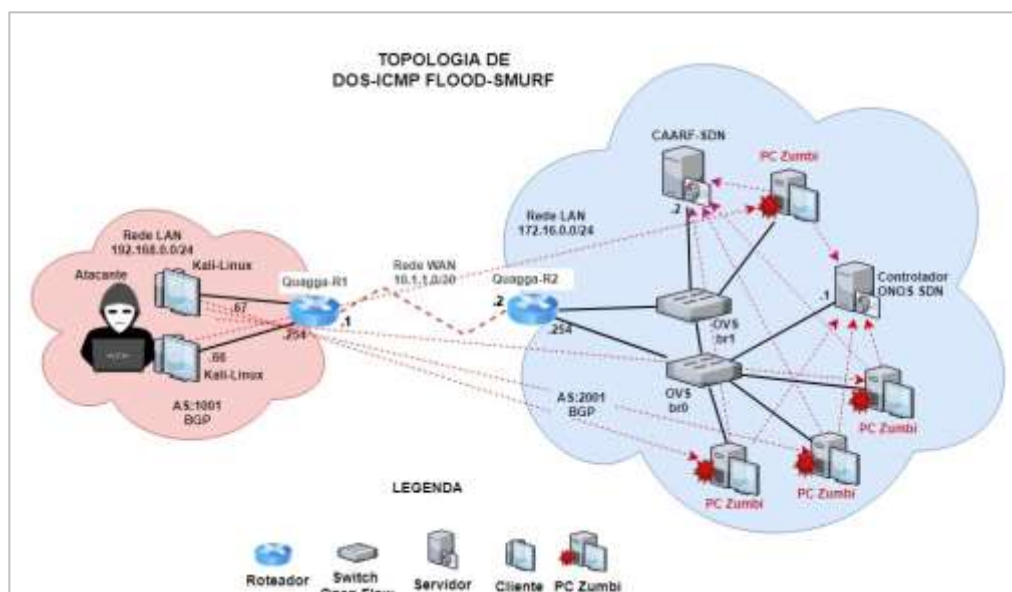 TOPOLOGIA DE
DOS-ICMP FLOOD-SMURF
CAARF-SDN
PC Zumbi
.2
Rede LAN
172.16.0.0/24
Rede LAN
192.168.0.0/24
Kali-Linux
Atacante
Quagga-R1
Rede WAN
10.1.1.0/30
Quagga-R2
Controlador
ONOS SDN
.1
.67
.1
.2
.254
.254
OVS
br1
.66
Kali-Linux
OVS
br0
AS:1001
BGP
AS:2001
BGP
PC Zumbi
PC Zumbi
PC Zumbi
LEGENDA
Roteador
Switch
Open Flow
Servidor
Cliente
PC Zumbi